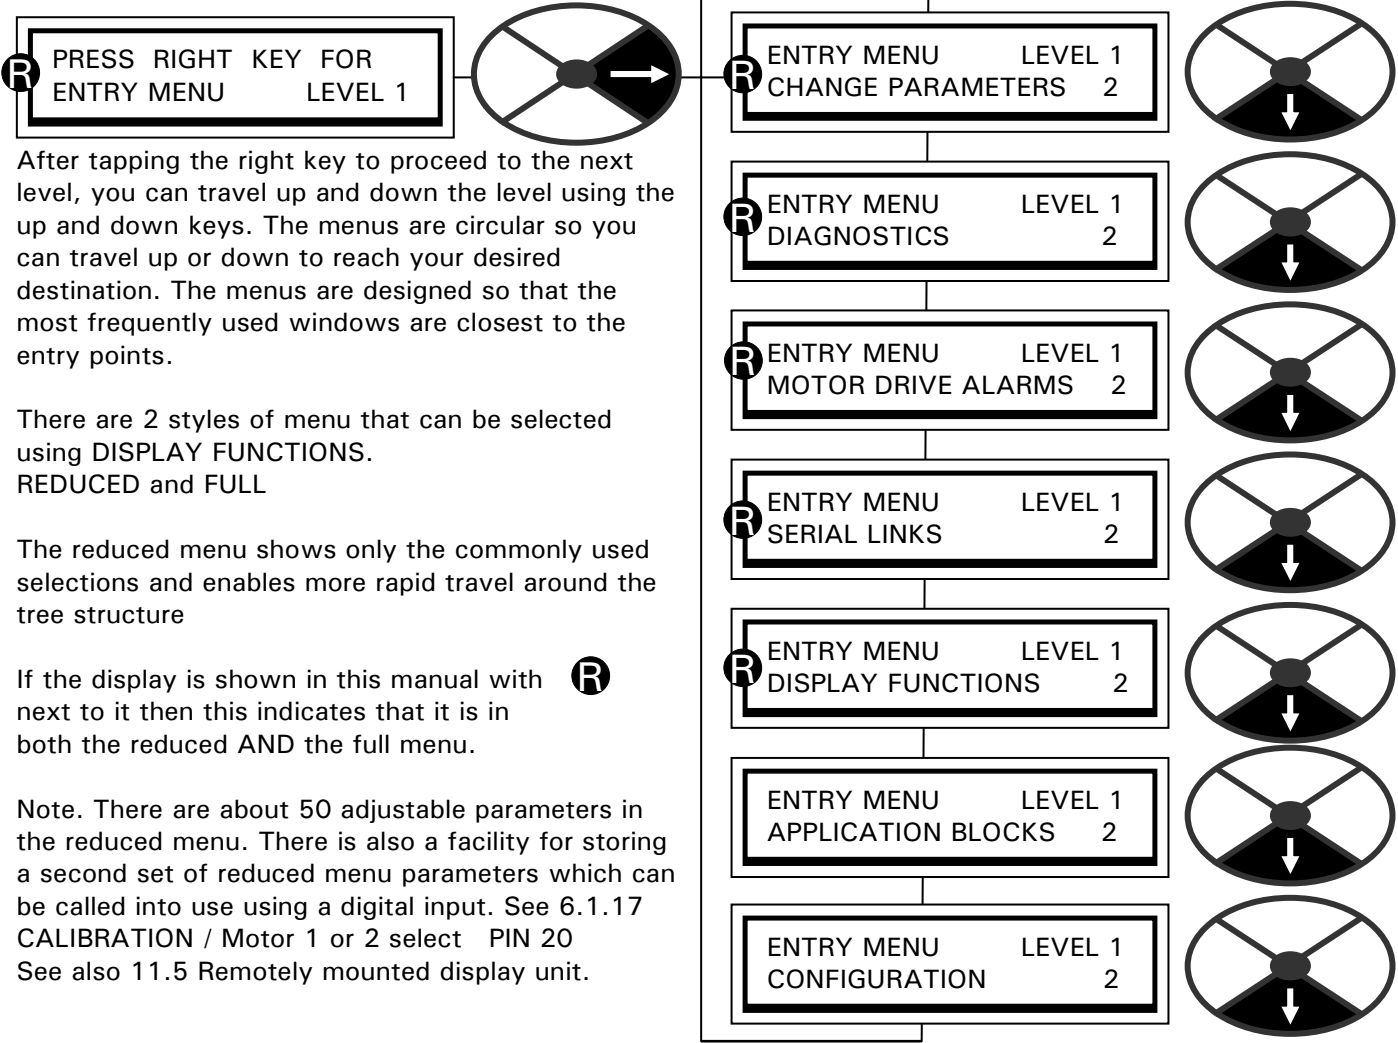 R PRESS RIGHT KEY FOR
ENTRY MENU LEVEL 1
After tapping the right key to proceed to the next
level, you can travel up and down the level using the
up and down keys. The menus are circular so you
can travel up or down to reach your desired
destination. The menus are designed so that the
most frequently used windows are closest to the
entry points.
There are 2 styles of menu that can be selected
using DISPLAY FUNCTIONS.
REDUCED and FULL
The reduced menu shows only the commonly used
selections and enables more rapid travel around the
tree structure
If the display is shown in this manual with R
next to it then this indicates that it is in
both the reduced AND the full menu.
Note. There are about 50 adjustable parameters in
the reduced menu. There is also a facility for storing
a second set of reduced menu parameters which can
be called into use using a digital input. See 6.1.17
CALIBRATION / Motor 1 or 2 select PIN 20
See also 11.5 Remotely mounted display unit.
R ENTRY MENU LEVEL 1
CHANGE PARAMETERS 2
R ENTRY MENU LEVEL 1
DIAGNOSTICS 2
R ENTRY MENU LEVEL 1
MOTOR DRIVE ALARMS 2
R ENTRY MENU LEVEL 1
SERIAL LINKS 2
R ENTRY MENU LEVEL 1
DISPLAY FUNCTIONS 2
ENTRY MENU LEVEL 1
APPLICATION BLOCKS 2
ENTRY MENU LEVEL 1
CONFIGURATION 2